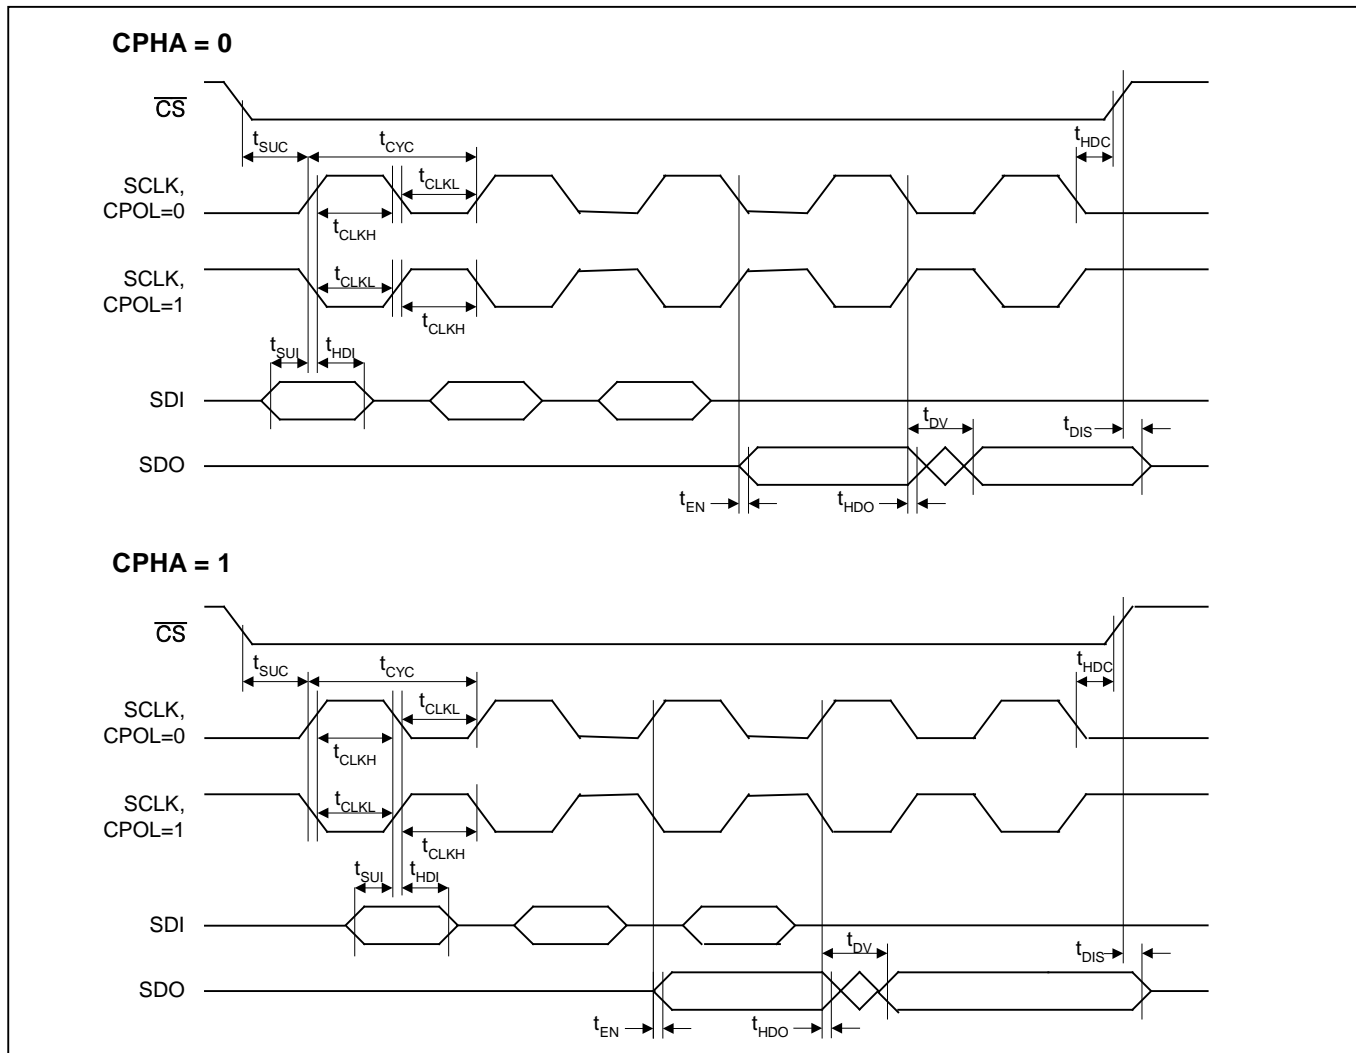 CPHA = 0
CS
tSUC
tCYC
tHDC
SCLK,
CPOL=0
tCLKL
tCLKH
SCLK,
CPOL=1
tCLKL
tCLKH
tSUI
tHDI
SDI
tDV
tDIS
SDO
tEN
tHDO
CPHA = 1
CS
tSUC
tCYC
tHDC
SCLK,
CPOL=0
tCLKL
tCLKH
SCLK,
CPOL=1
tCLKL
tCLKH
tSUI
tHDI
SDI
tDV
tDIS
SDO
tEN
tHDO